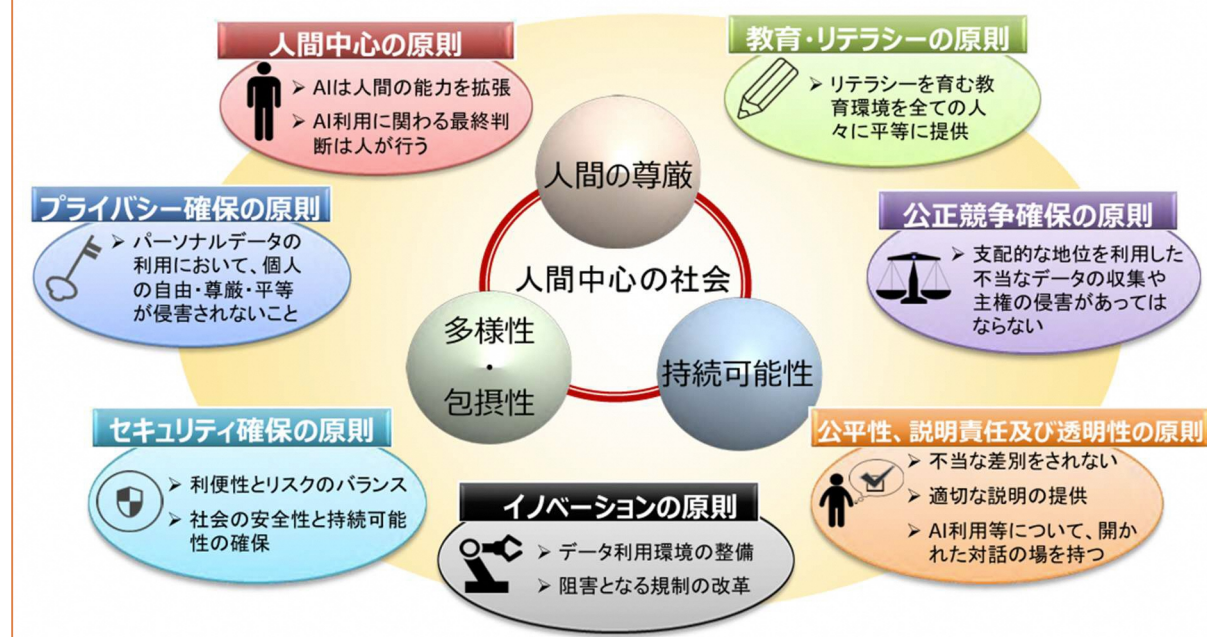 人間中心の原則
➤ AIは人間の能力を拡張
➤ AI利用に関わる最終判
断は人が行う
教育・リテラシーの原則
➤ リテラシーを育む教
育環境を全ての人
々に平等に提供
プライバシー確保の原則
➤ パーソナルデータの
利用において、個人
の自由・尊厳・平等
が侵害されないこと
人間の尊厳
人間中心の社会
多様性
・
包摂性
持続可能性
公正競争確保の原則
➤ 支配的な地位を利用した
不当なデータの収集や
主権の侵害があっては
ならない
セキュリティ確保の原則
➤ 利便性とリスクのバランス
➤ 社会の安全性と持続可能
性の確保
イノベーションの原則
➤ データ利用環境の整備
➤ 阻害となる規制の改革
公平性、説明責任及び透明性の原則
➤ 不当な差別をされない
➤ 適切な説明の提供
➤ AI利用等について、開か
れた対話の場を持つ